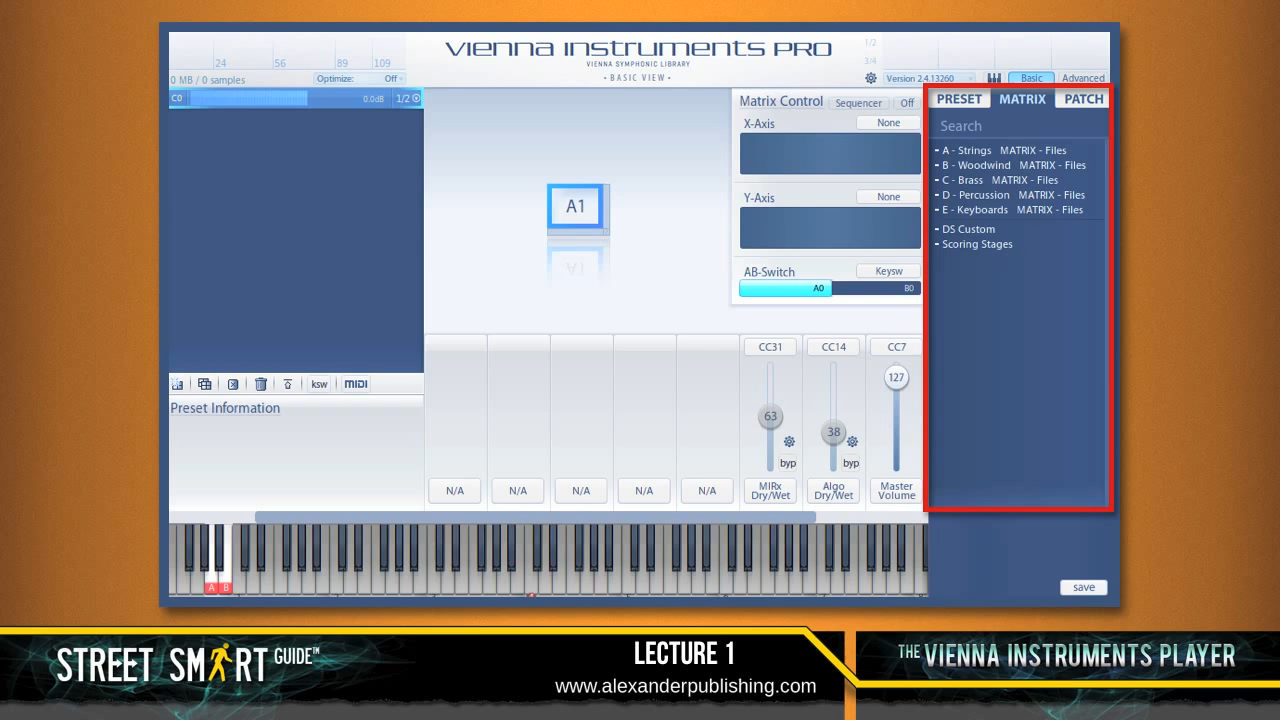 24 56 89 109
vienna instruments PRO
VIENNA SYMPHONIC LIBRARY
• BASIC VIEW •
1/2
3/4
0 MB / 0 samples
Optimize: Off
Version 2.4.13260
Basic
Advanced
C0 0.0dB 1/2
Matrix Control
Sequencer
Off
X-Axis
None
Y-Axis
None
AB-Switch
Keysw
A0 B0
A1
PRESET MATRIX PATCH
Search
A - Strings MATRIX - Files
B - Woodwind MATRIX - Files
C - Brass MATRIX - Files
D - Percussion MATRIX - Files
E - Keyboards MATRIX - Files
DS Custom
Scoring Stages
ksw
MIDI
Preset Information
CC31 CC14 CC7
127
63
38
byp byp
N/A N/A N/A N/A N/A
MIRx Dry/Wet
Algo Dry/Wet
Master Volume
A B
save
STREET SMART GUIDE™
LECTURE 1
www.alexanderpublishing.com
THE VIENNA INSTRUMENTS PLAYER